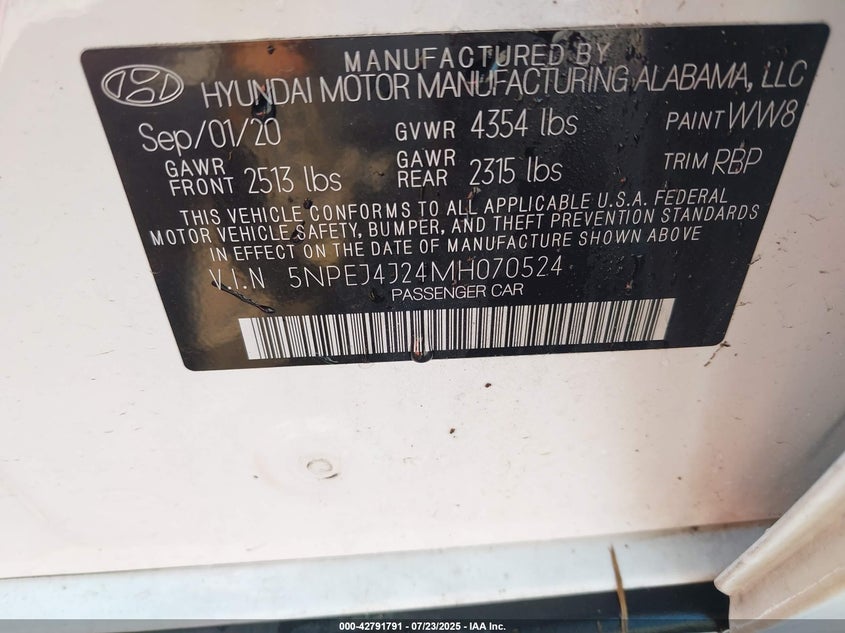 MANUFACTURED BY
HYUNDAI MOTOR MANUFACTURING ALABAMA, LLC
Sep/01/20 GVWR 4354 lbs PAINT WW8
GAWR FRONT 2513 lbs GAWR REAR 2315 lbs TRIM RBP
THIS VEHICLE CONFORMS TO ALL APPLICABLE U.S.A. FEDERAL
MOTOR VEHICLE SAFETY, BUMPER, AND THEFT PREVENTION STANDARDS
IN EFFECT ON THE DATE OF MANUFACTURE SHOWN ABOVE
V.I.N 5NPEJ4J24MH070524
PASSENGER CAR
000-42791791 - 07/23/2025 - IAA Inc.